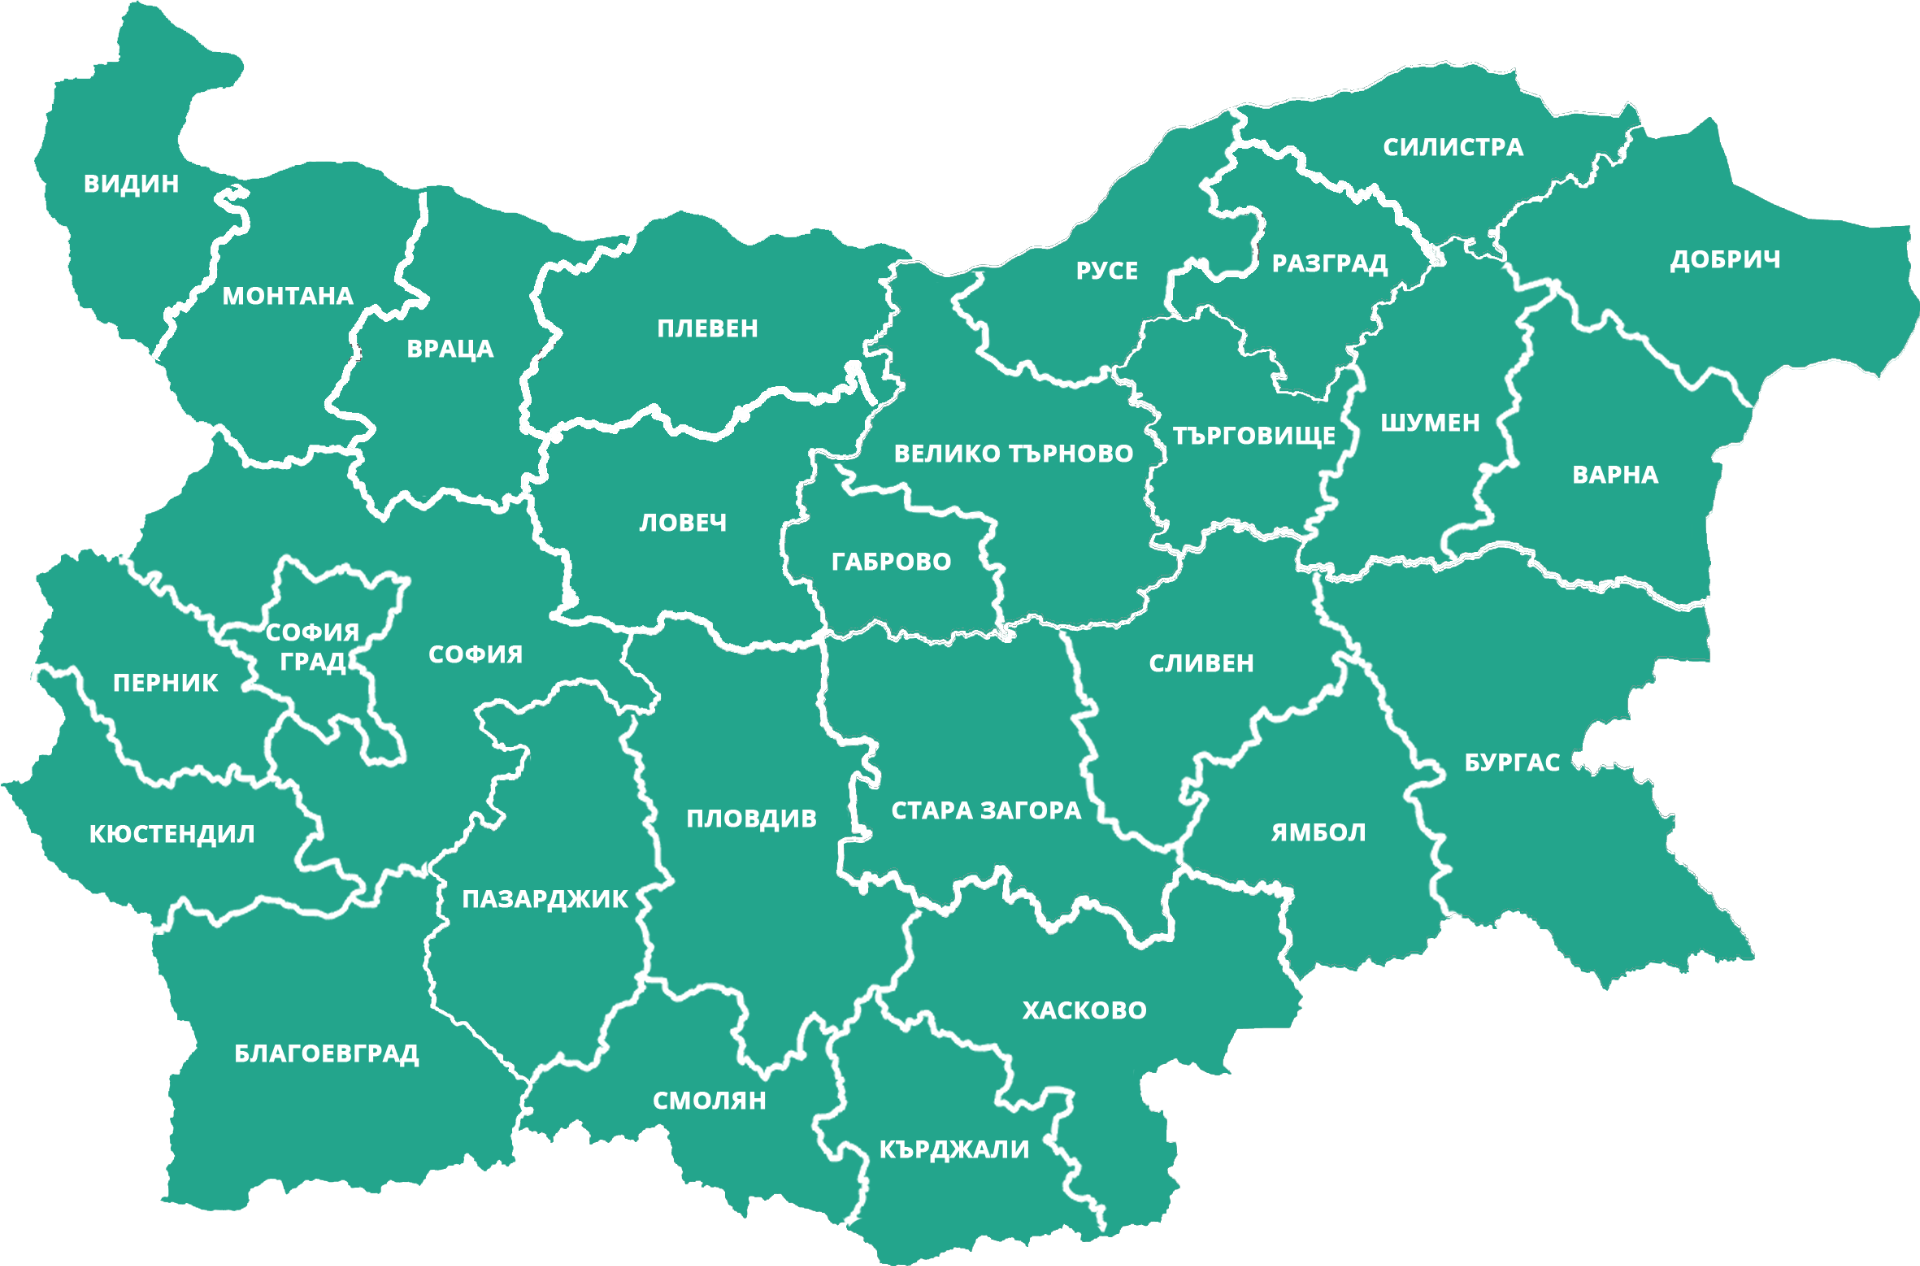 СИЛИСТРА
ВИДИН
ДОБРИЧ
РАЗГРАД
РУСЕ
МОНТАНА
ПЛЕВЕН
ВРАЦА
ШУМЕН
ТЪРГОВИЩЕ
ВЕЛИКО ТЪРНОВО
ВАРНА
ЛОВЕЧ
ГАБРОВО
СОФИЯ
ГРАД
СОФИЯ
СЛИВЕН
ПЕРНИК
БУРГАС
СТАРА ЗАГОРА
ПЛОВДИВ
ЯМБОЛ
КЮСТЕНДИЛ
ПАЗАРДЖИК
ХАСКОВО
БЛАГОЕВГРАД
СМОЛЯН
КЪРДЖАЛИ